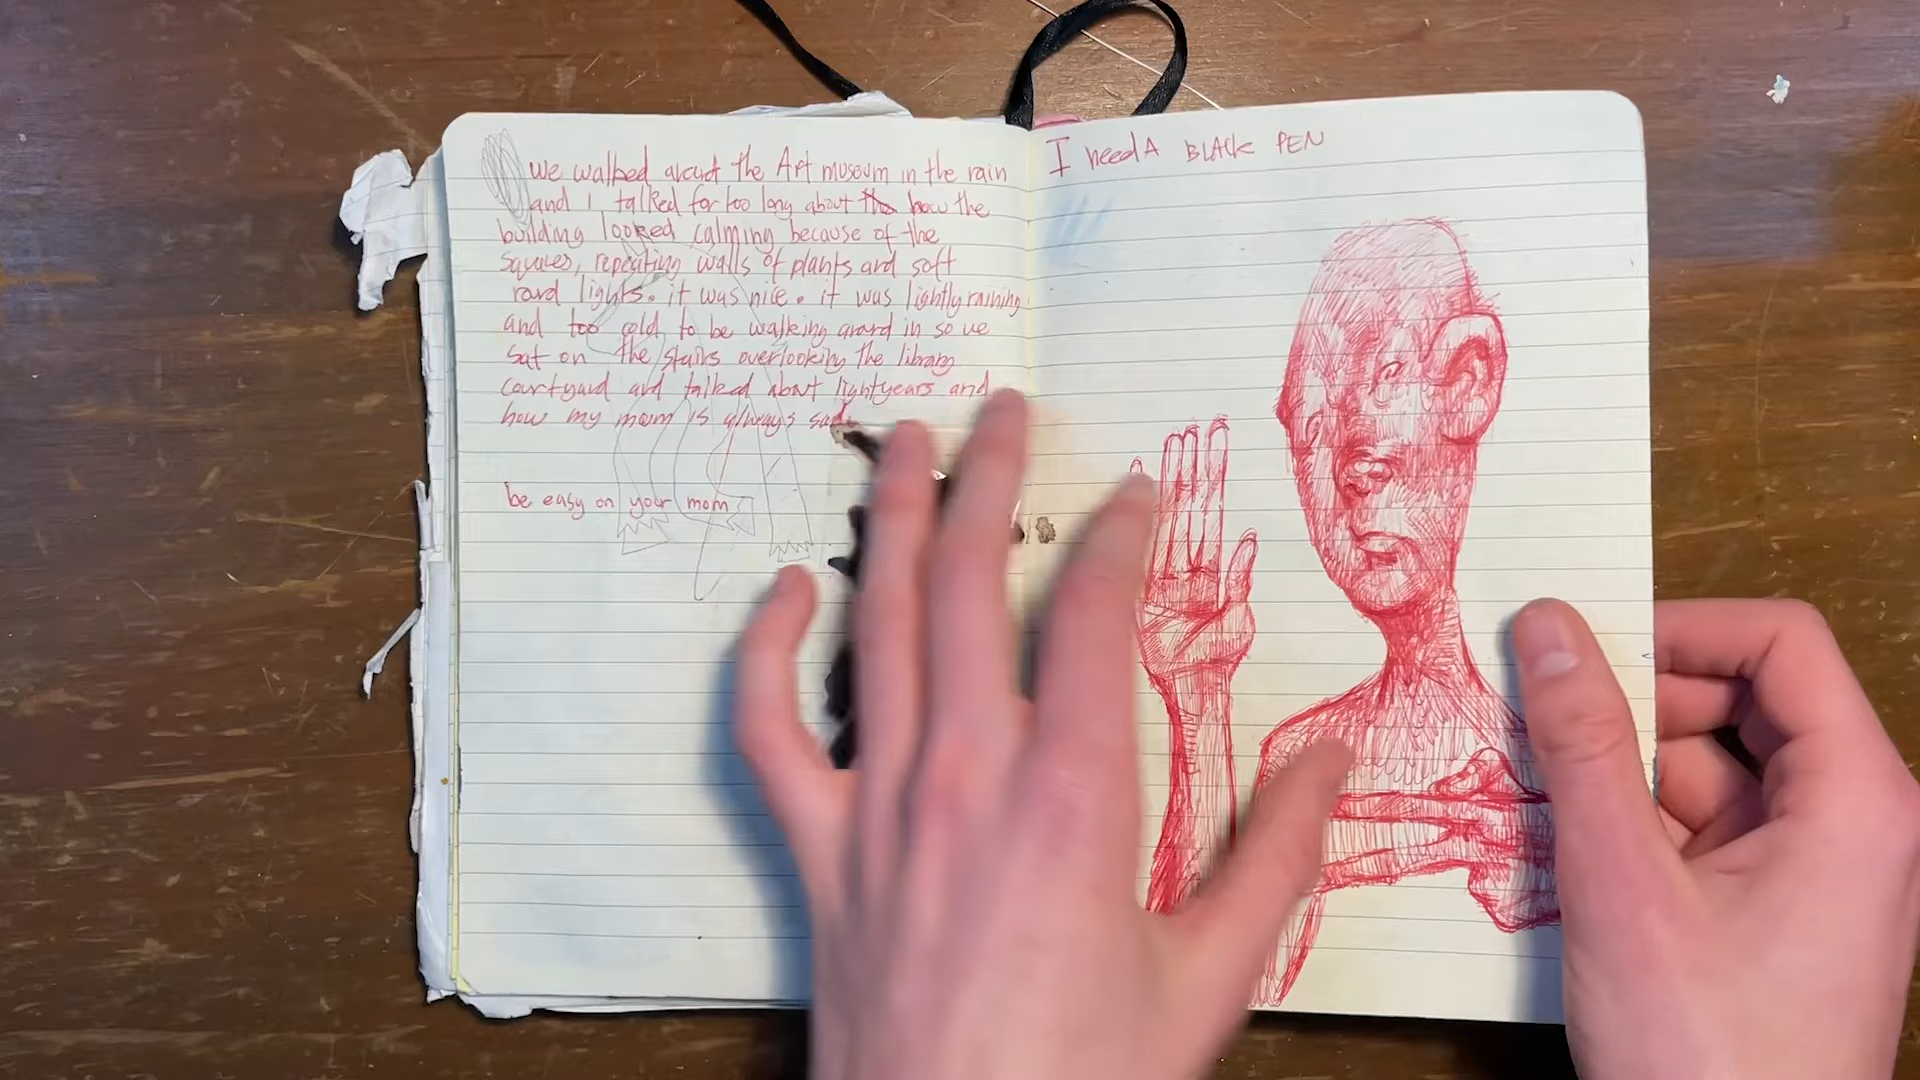 we walked aroud the Art museum in the rain
and i talked for too long about the how the
building looked calming because of the
squares, repeating walls of plants and soft
rond lights. it was nice. it was lightly raining
and too cold to be walking arond in so we
sat on the stairs overlooking the library
courtyard and talked about lightyears and
how my mom is always sad.
be easy on your mom
I need A BLACk PEN